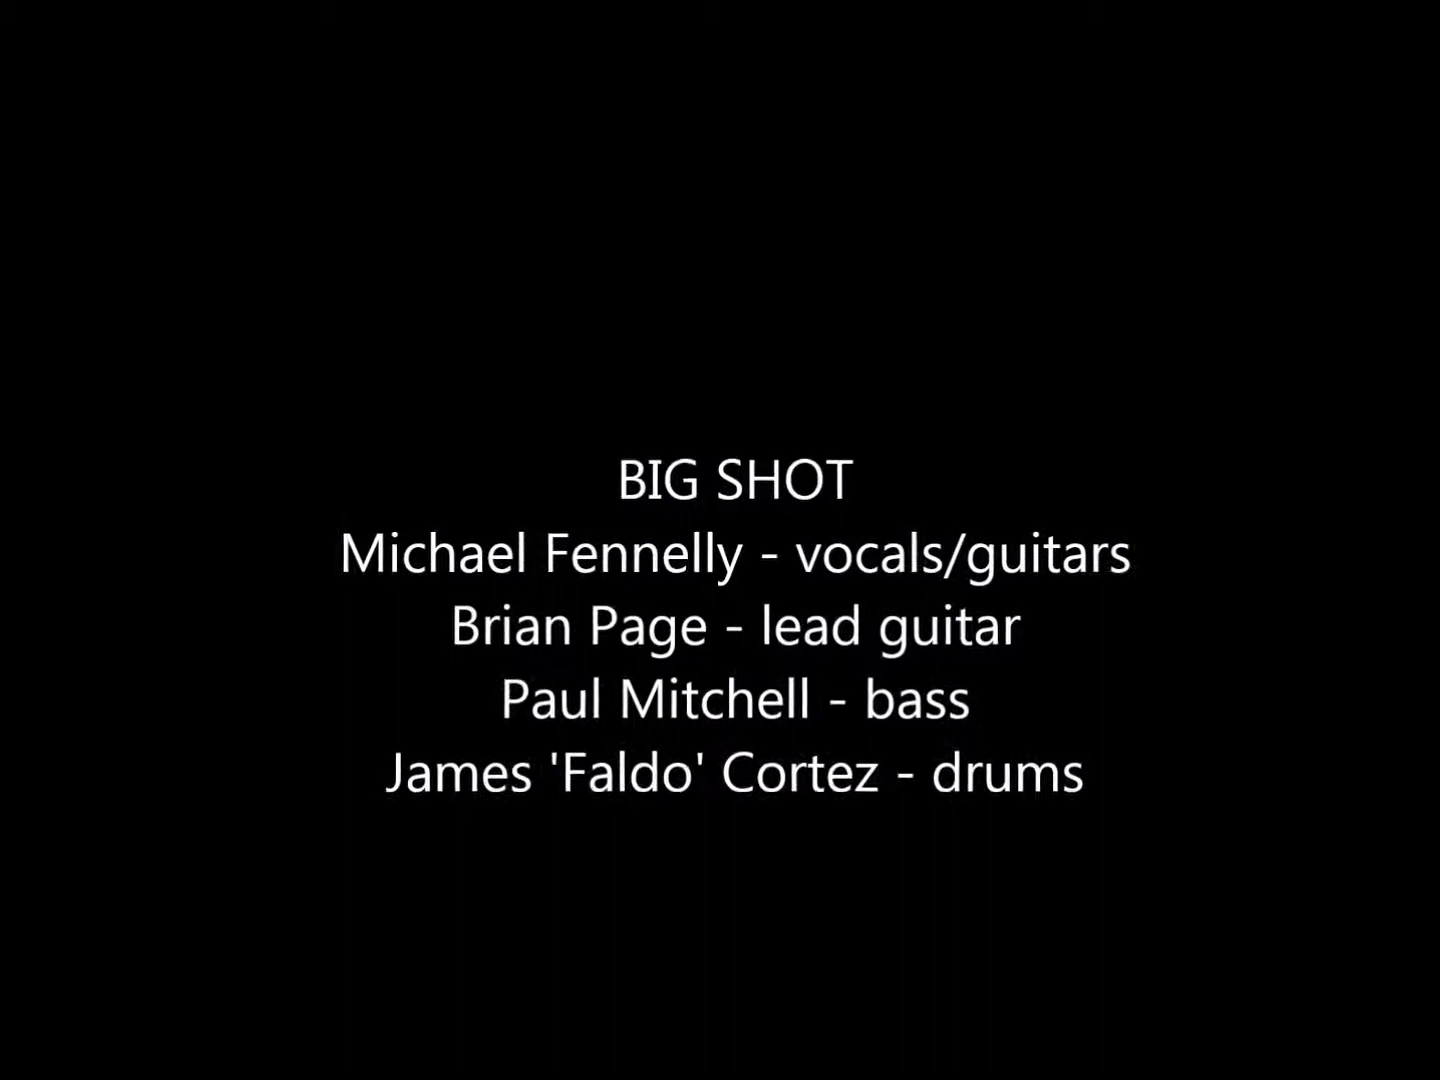 BIG SHOT
Michael Fennelly - vocals/guitars
Brian Page - lead guitar
Paul Mitchell - bass
James 'Faldo' Cortez - drums